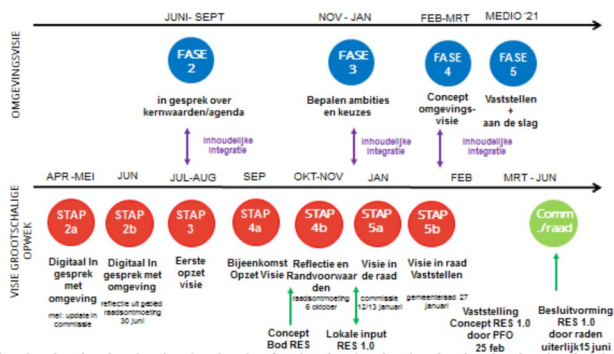 JUNI- SEPT
NOV - JAN
FEB-MRT
MEDIO '21
OMGEVINGSVISIE
FASE
2
FASE
3
FASE
4
FASE
5
in gesprek over
kernwaarden/agenda
Bepalen ambities
en keuzes
Concept
omgevings-
visie
Vaststellen
+
aan de slag
Inhoudelijke
integratie
Inhoudelijke
integratie
Inhoudelijke
integratie
APR -MEI
JUN
JUL-AUG
SEP
OKT-NOV
JAN
FEB
MRT - JUN
VISIE GROOTSCHALIGE
OPWEK
STAP
2a
STAP
2b
STAP
3
STAP
4a
STAP
4b
STAP
5a
STAP
5b
Comm
./raad
Digitaal In
gesprek met
omgeving
mei: update in
commissie
Digitaal In
gesprek met
omgeving
reflectie uit gebied
raadsontmoeting
30 juni
Eerste
opzet
visie
Bijeenkomst
Opzet Visie
Reflectie en
Randvoorwaar
den
raadsontmoeting
6 oktober
Visie in
de raad
commissie
12/13 januari
Visie in raad
Vaststellen
gemeenteraad 27
januari
Concept
Bod RES
Lokale input
RES 1.0
Vaststelling
Concept RES 1.0
door PFO
25 feb
Besluitvorming
RES 1.0
door raden
uiterlijk15 juni